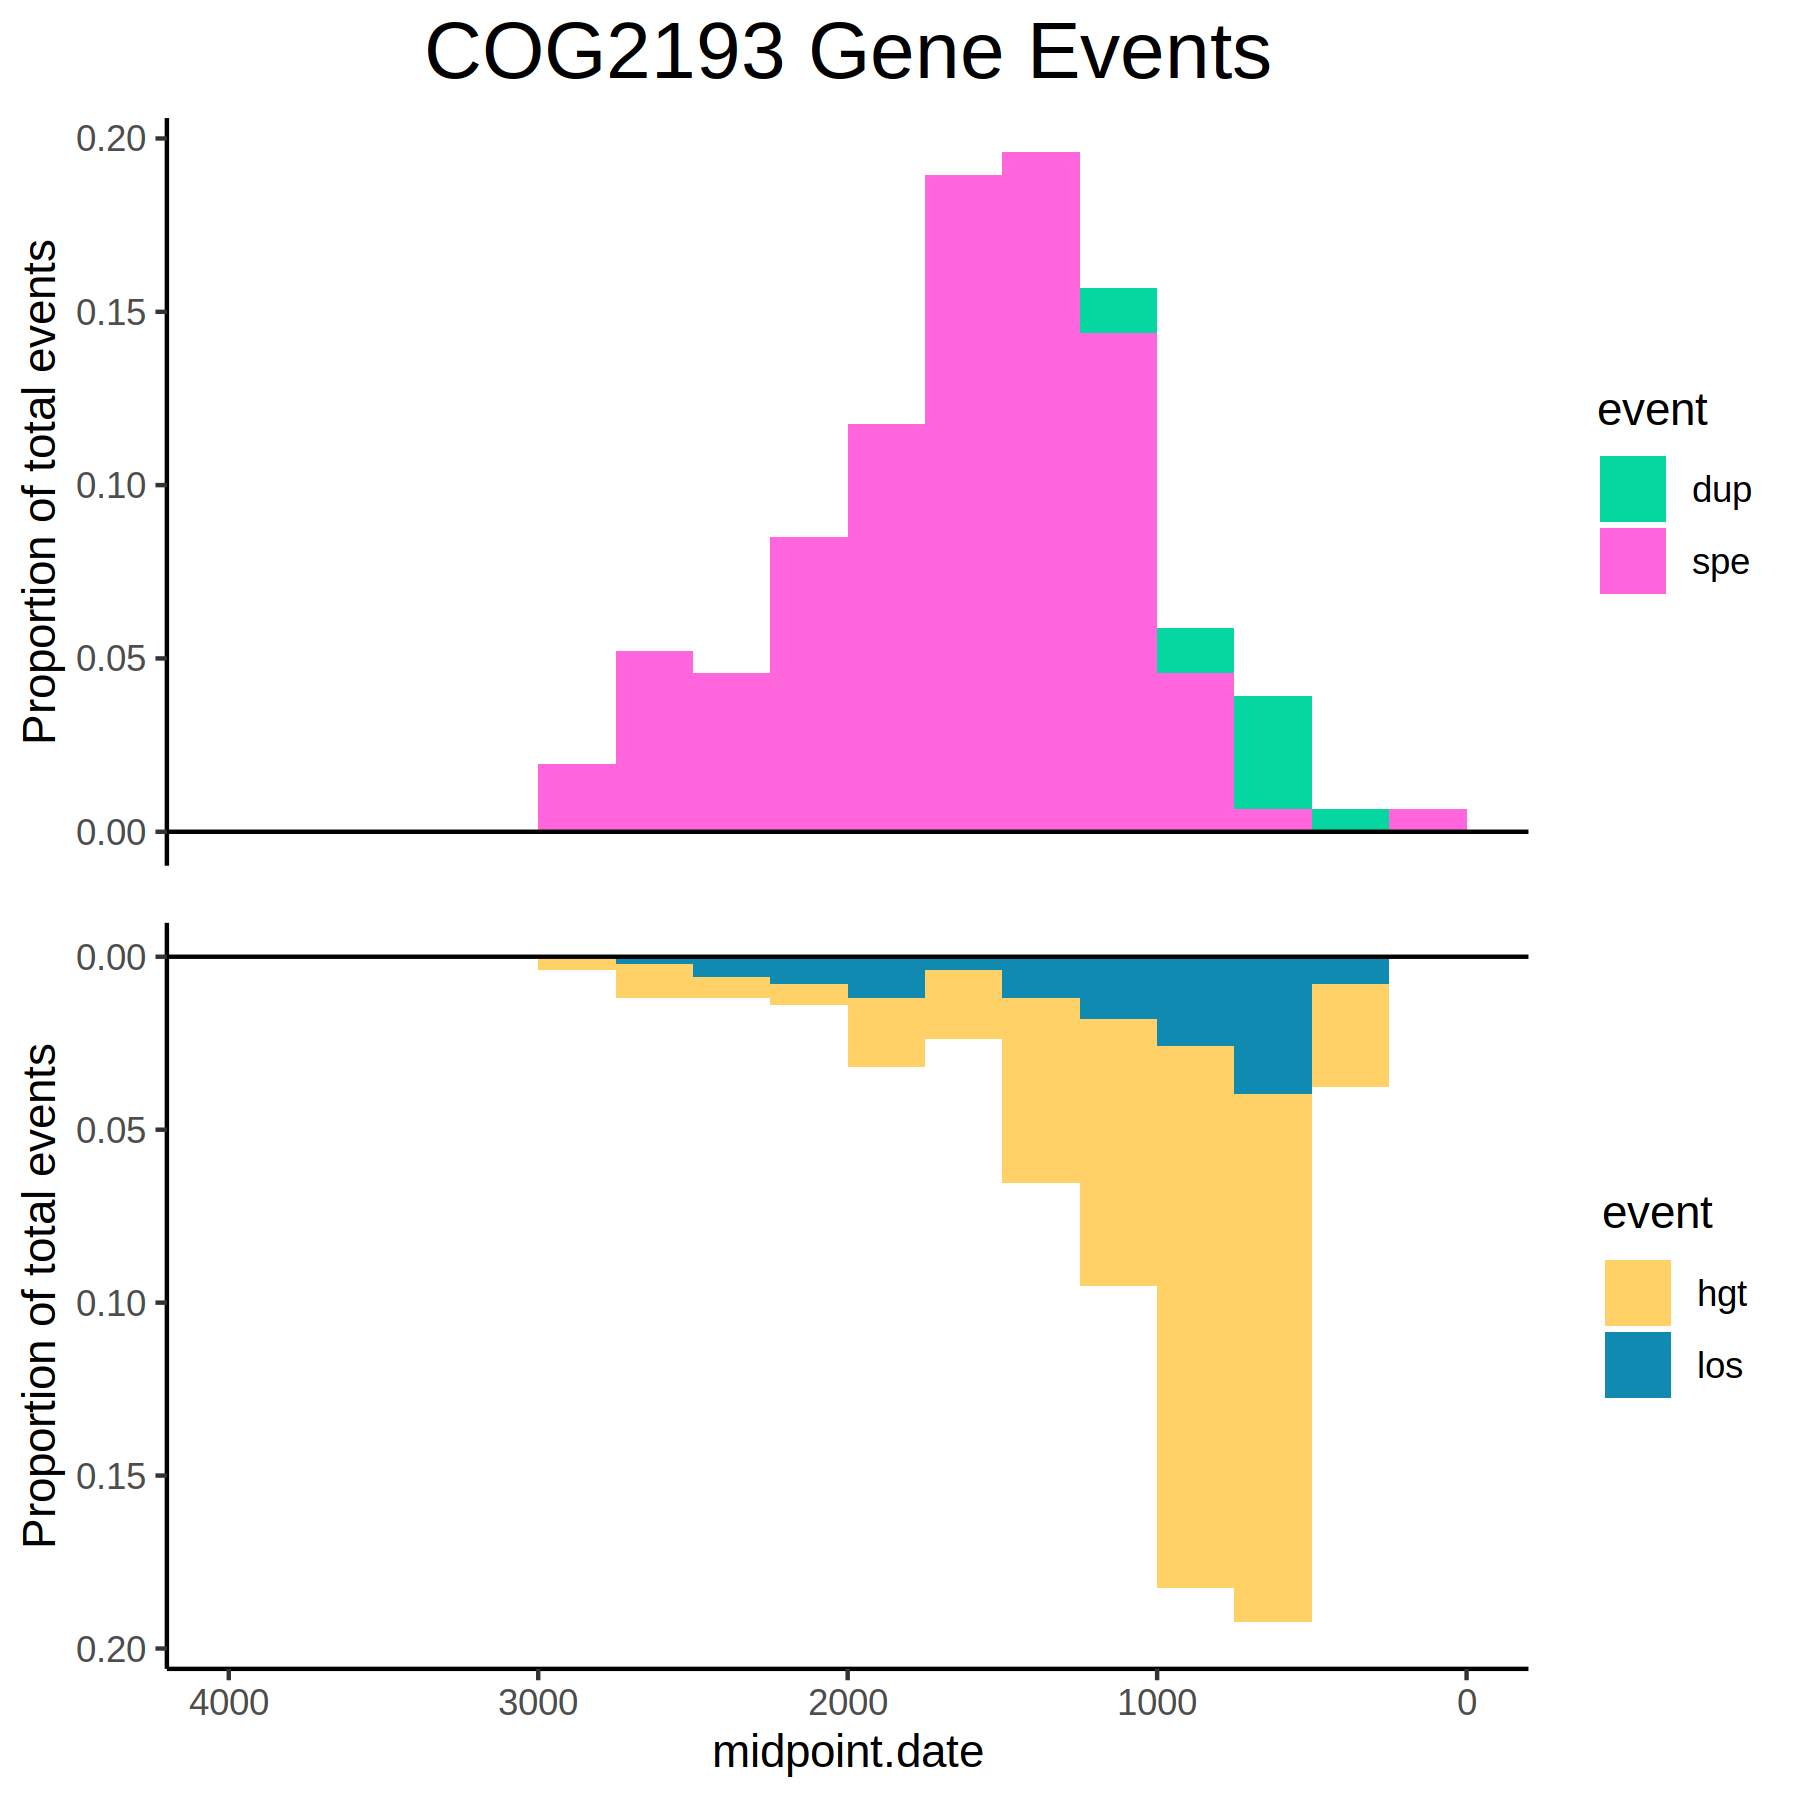 COG2193 Gene Events
Proportion of total events
0.20
0.15
0.10
0.05
0.00
event
dup
spe
Proportion of total events
0.00
0.05
0.10
0.15
0.20
event
hgt
los
4000 3000 2000 1000 0
midpoint.date